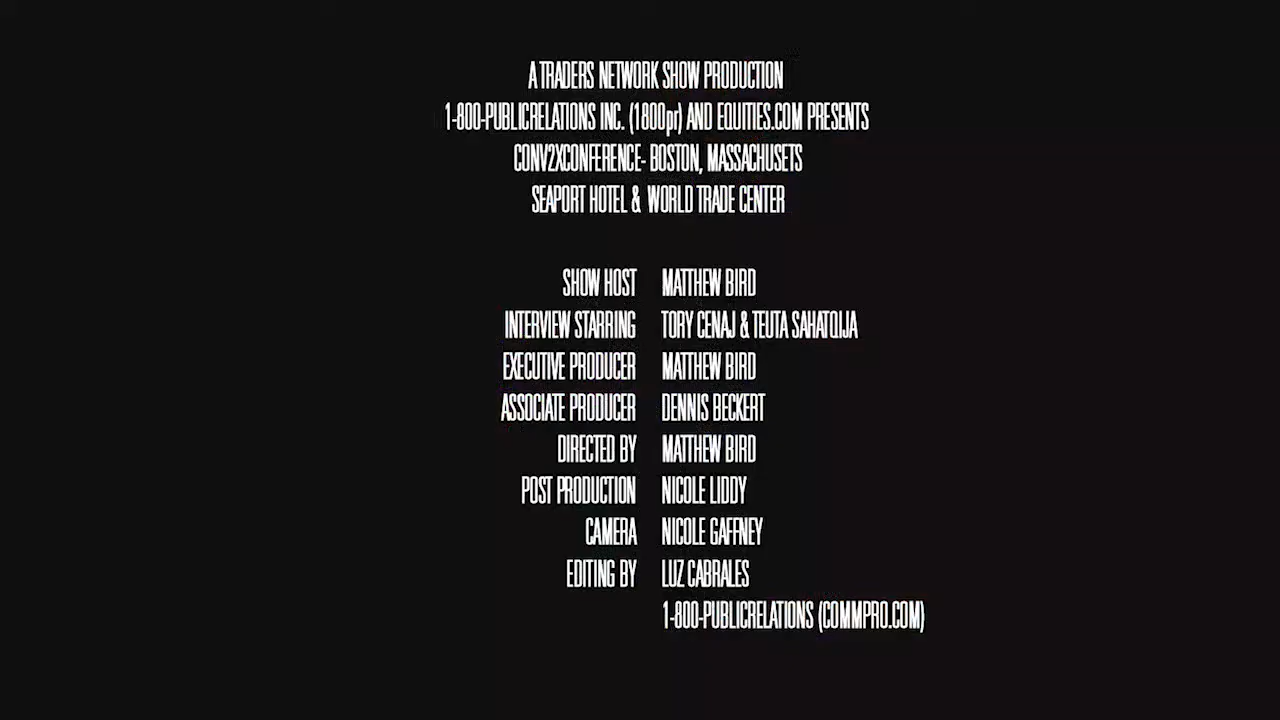 A TRADERS NETWORK SHOW PRODUCTION
1-800-PUBLICRELATIONS INC. (1800pr) AND EQUITIES.COM PRESENTS
CONV2XCONFERENCE- BOSTON, MASSACHUSETS
SEAPORT HOTEL & WORLD TRADE CENTER
SHOW HOST MATTHEW BIRD
INTERVIEW STARRING TORY CENAJ & TEUTA SAHATQIJA
EXECUTIVE PRODUCER MATTHEW BIRD
ASSOCIATE PRODUCER DENNIS BECKERT
DIRECTED BY MATTHEW BIRD
POST PRODUCTION NICOLE LIDDY
CAMERA NICOLE GAFFNEY
EDITING BY LUZ CABRALES
1-800-PUBLICRELATIONS (COMMPRO.COM)